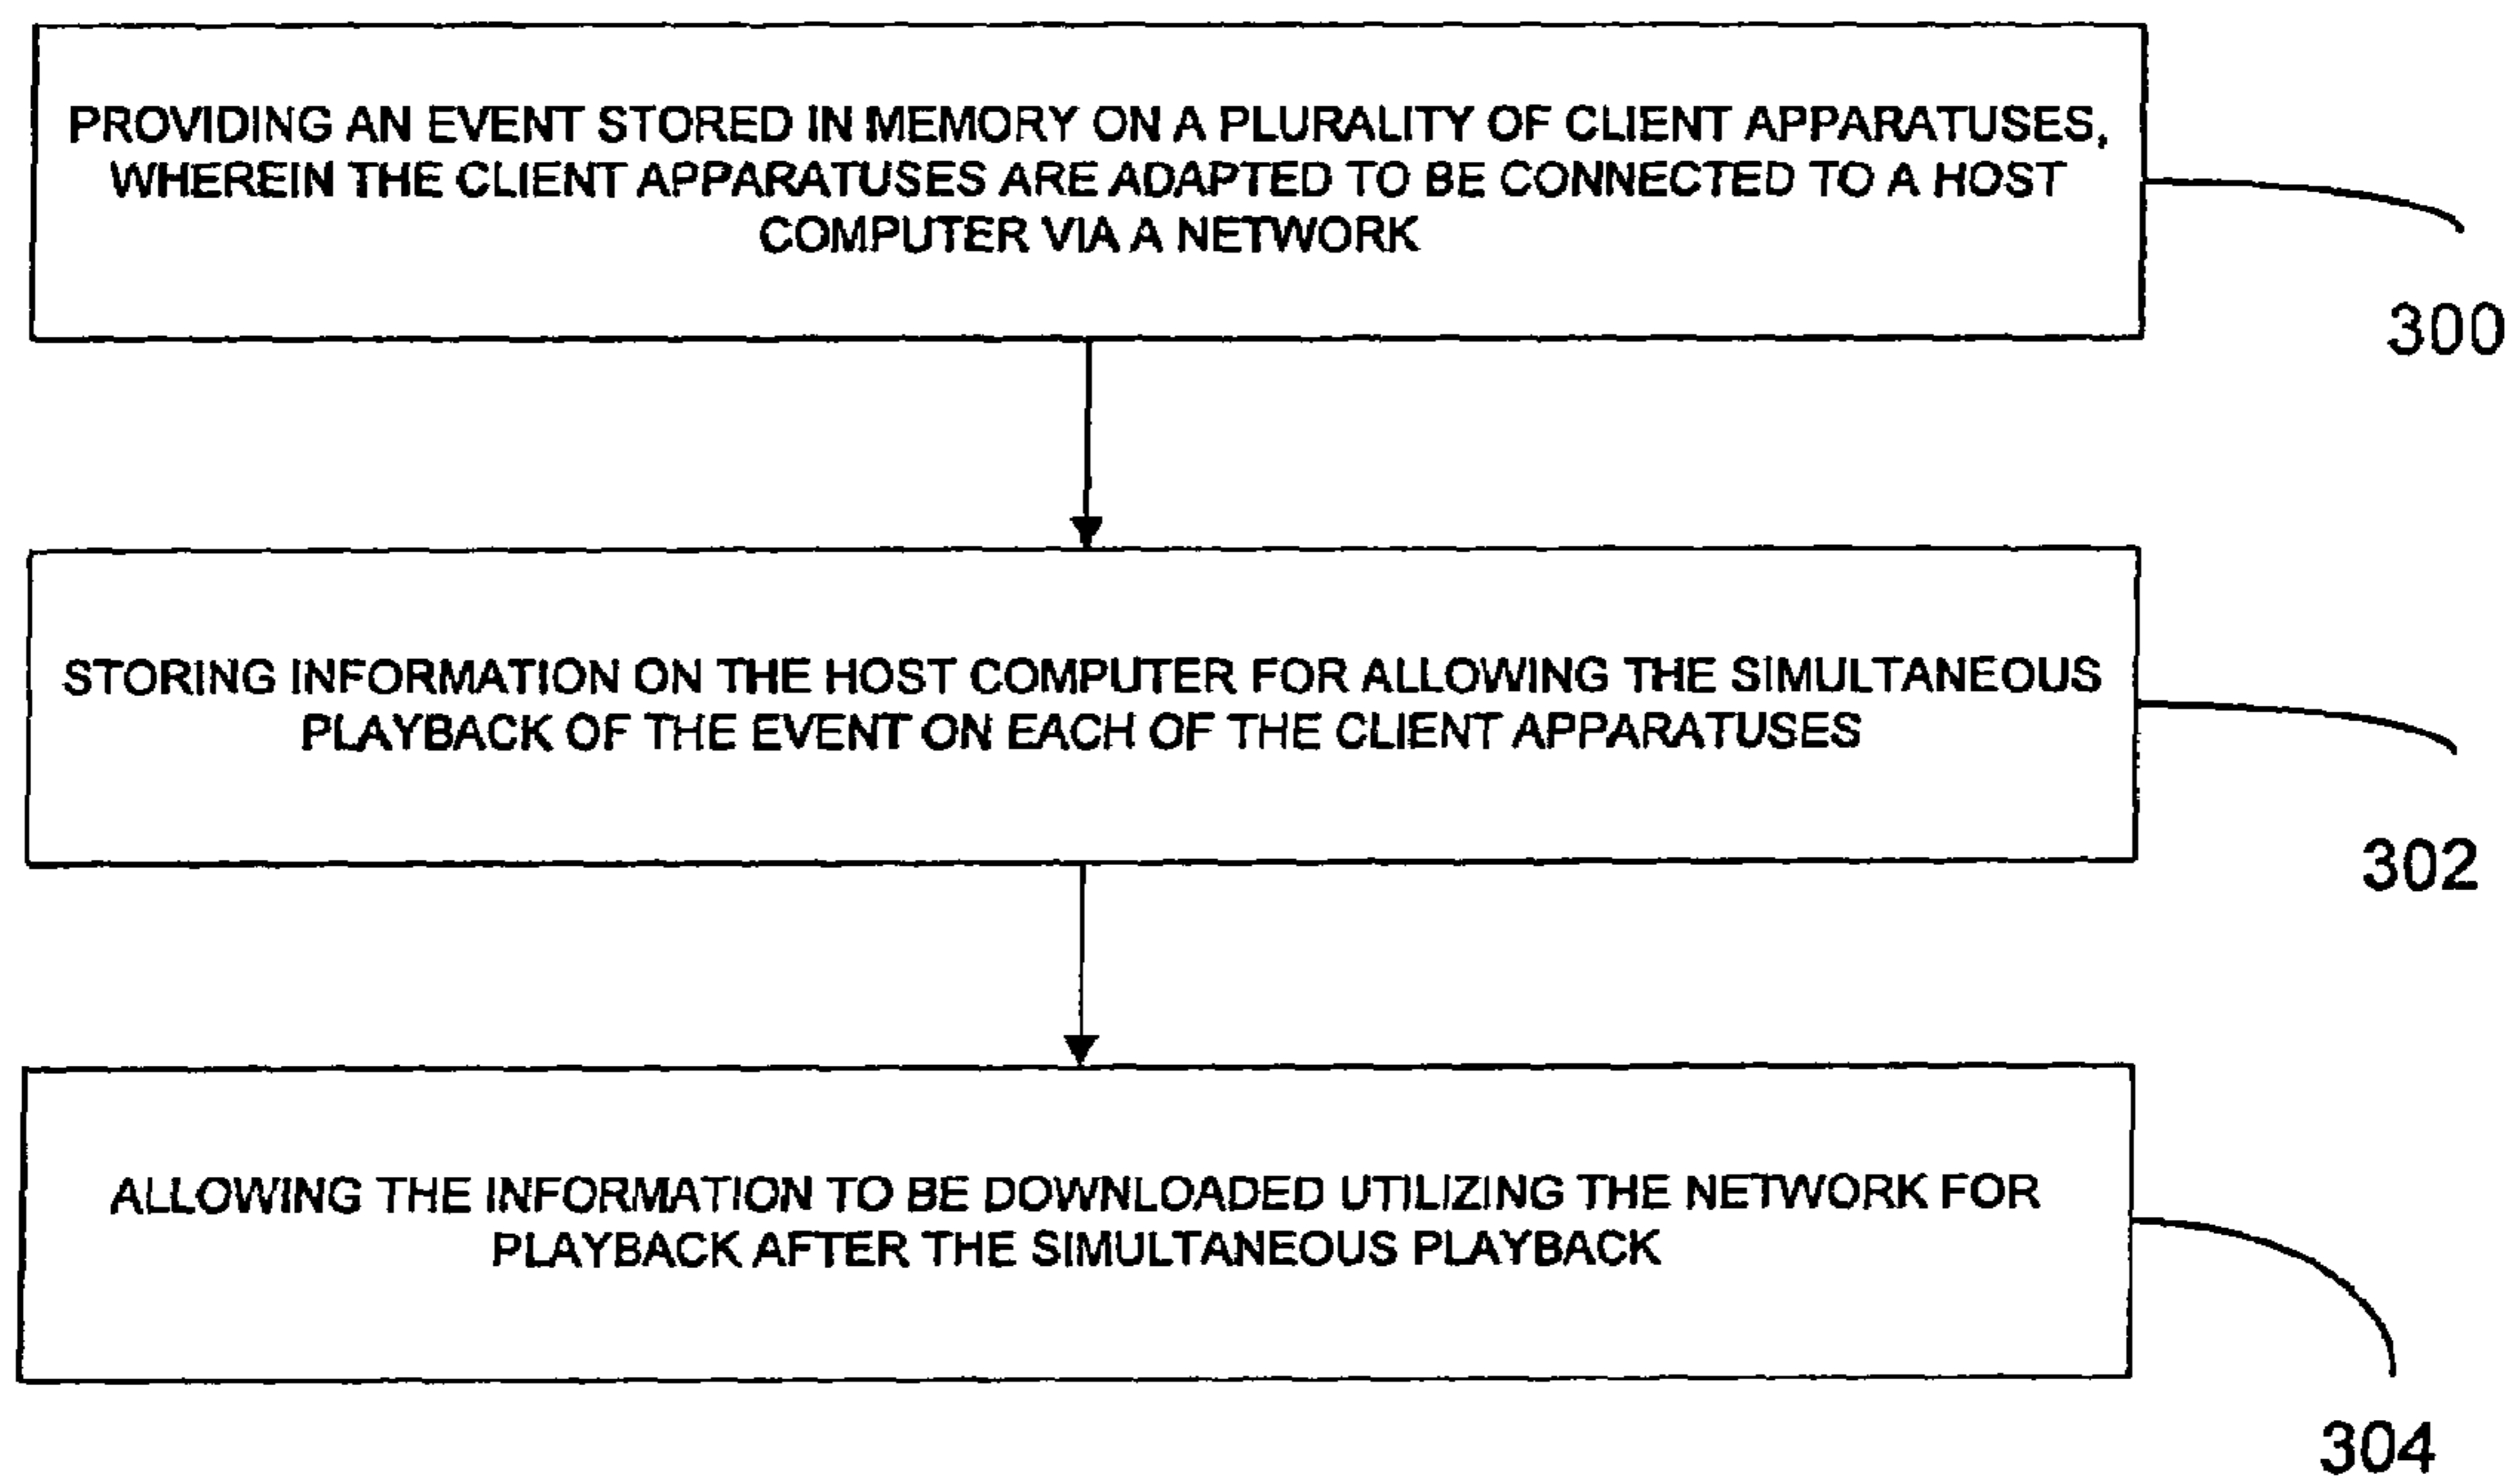 PROVIDING AN EVENT STORED IN MEMORY ON A PLURALITY OF CLIENT APPARATUSES,
WHEREIN THE CLIENT APPARATUSES ARE ADAPTED TO BE CONNECTED TO A HOST
COMPUTER VIA A NETWORK
300
STORING INFORMATION ON THE HOST COMPUTER FOR ALLOWING THE SIMULTANEOUS
PLAYBACK OF THE EVENT ON EACH OF THE CLIENT APPARATUSES
302
ALLOWING THE INFORMATION TO BE DOWNLOADED UTILIZING THE NETWORK FOR
PLAYBACK AFTER THE SIMULTANEOUS PLAYBACK
304